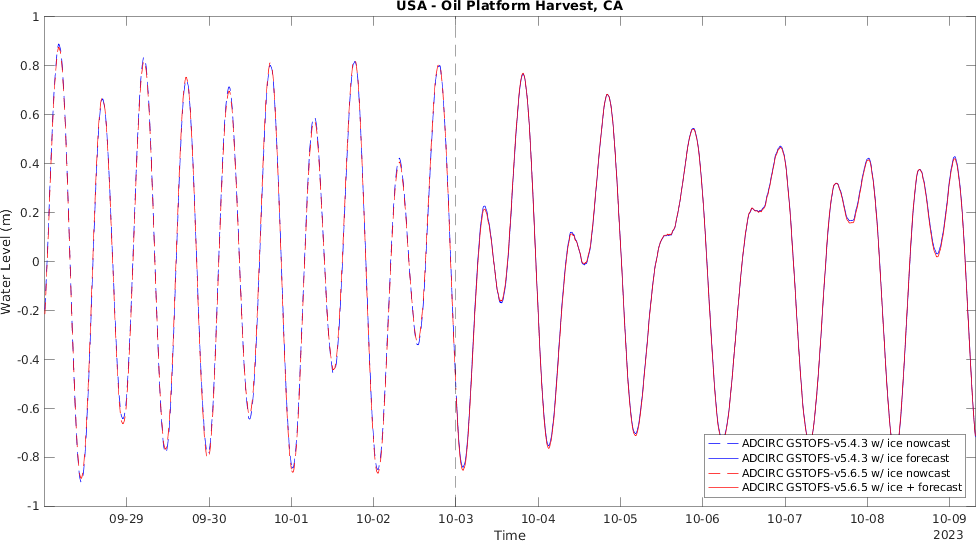 USA - Oil Platform Harvest, CA
1
0.8
0.6
0.4
0.2
0
-0.2
-0.4
-0.6
-0.8
-1
Water Level (m)
ADCIRC GSTOFS-v5.4.3 w/ ice nowcast
ADCIRC GSTOFS-v5.4.3 w/ ice forecast
ADCIRC GSTOFS-v5.6.5 w/ ice nowcast
ADCIRC GSTOFS-v5.6.5 w/ ice + forecast
09-29 09-30 10-01 10-02 10-03 10-04 10-05 10-06 10-07 10-08 10-09
Time 2023